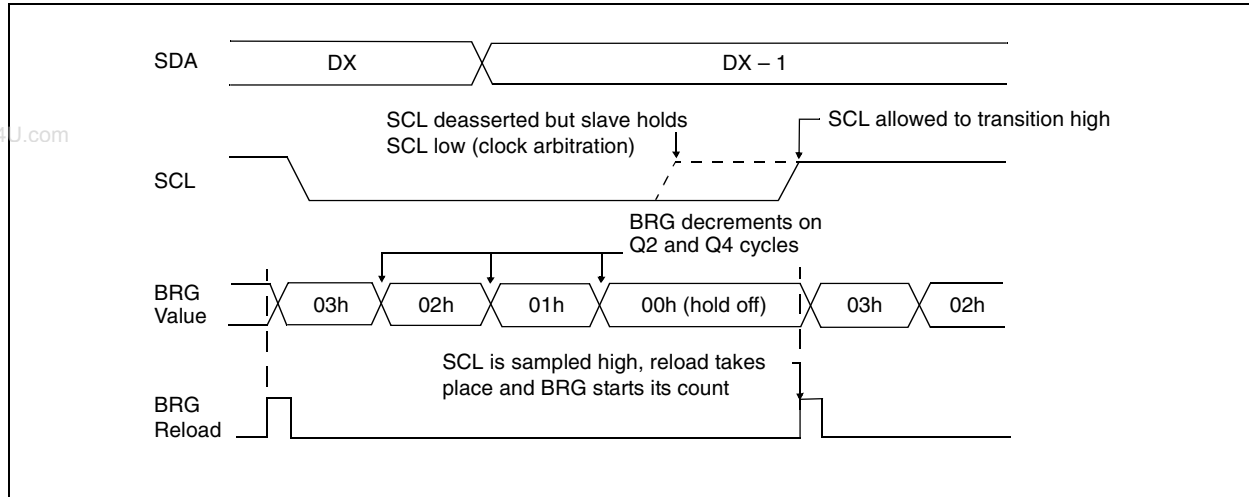 SDA
DX
DX – 1
4U.com
SCL deasserted but slave holds
SCL low (clock arbitration)
SCL allowed to transition high
SCL
BRG decrements on
Q2 and Q4 cycles
BRG
Value
03h
02h
01h
00h (hold off)
03h
02h
SCL is sampled high, reload takes
place and BRG starts its count
BRG
Reload